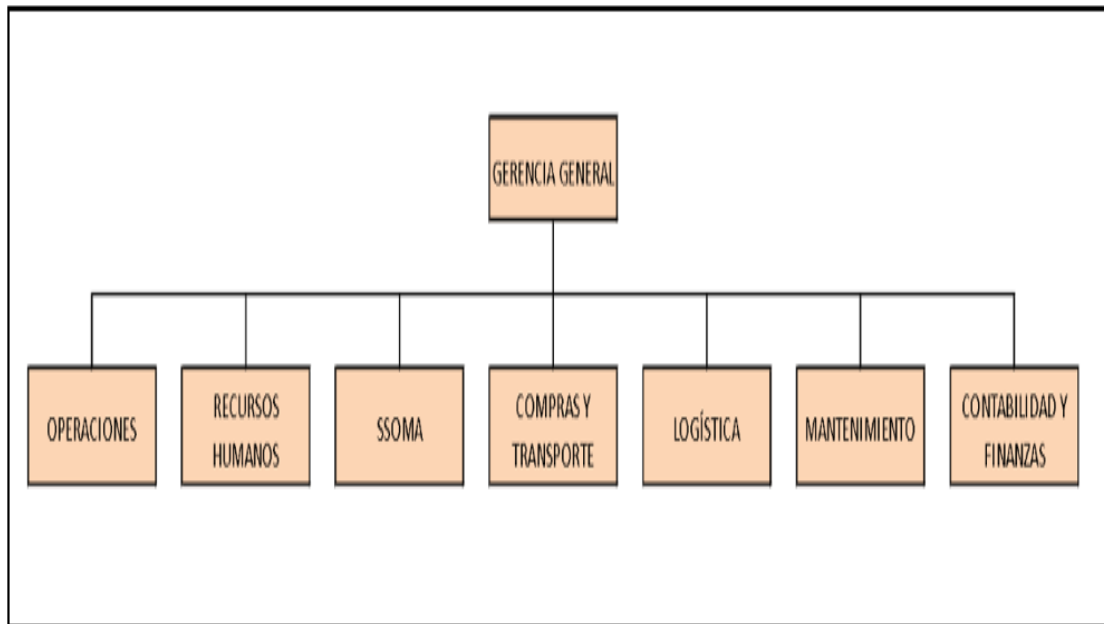 GERENCIA GENERAL
OPERACIONES
RECURSOS
HUMANOS
SSOMA
COMPRAS Y
TRANSPORTE
LOGÍSTICA
MANTENIMIENTO
CONTABILIDAD Y
FINANZAS